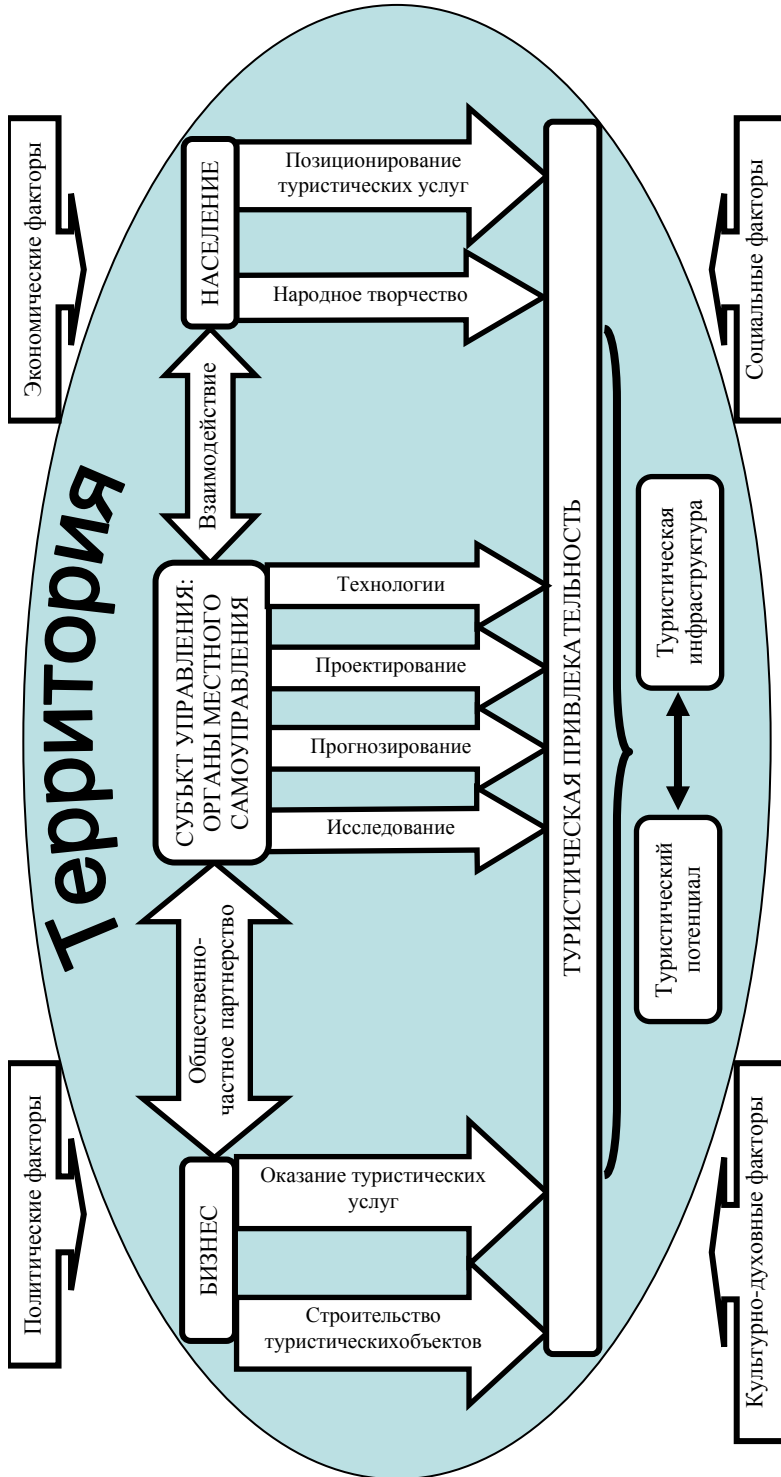 Политические факторы
Экономические факторы
Территория
БИЗНЕС
Общественно-
частное партнерство
СУБЪКТ УПРАВЛЕНИЯ:
ОРГАНЫ МЕСТНОГО
САМОУПРАВЛЕНИЯ
Взаимодействие
НАСЕЛЕНИЕ
Строительство
туристическихобъектов
Оказание туристических
услуг
Исследование
Прогнозирование
Проектирование
Технологии
Народное творчество
Позиционирование
туристических услуг
ТУРИСТИЧЕСКАЯ ПРИВЛЕКАТЕЛЬНОСТЬ
Туристический
потенциал
Туристическая
инфраструктура
Культурно-духовные факторы
Социальные факторы